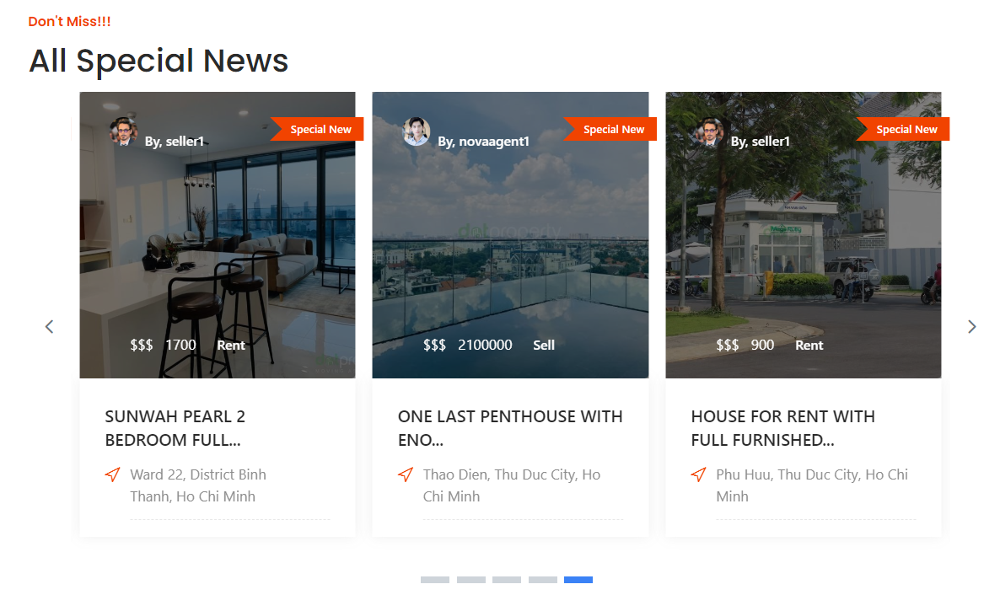 Don't Miss!!!
All Special News
By, seller1
Special New
$$$ 1700 Rent
SUNWAH PEARL 2
BEDROOM FULL...
Ward 22, District Binh
Thanh, Ho Chi Minh
By, novaagent1
Special New
dotproperty
$$$ 2100000 Sell
ONE LAST PENTHOUSE WITH
ENO...
Thao Dien, Thu Duc City, Ho
Chi Minh
By, seller1
Special New
$$$ 900 Rent
HOUSE FOR RENT WITH
FULL FURNISHED...
Phu Huu, Thu Duc City, Ho Chi
Minh